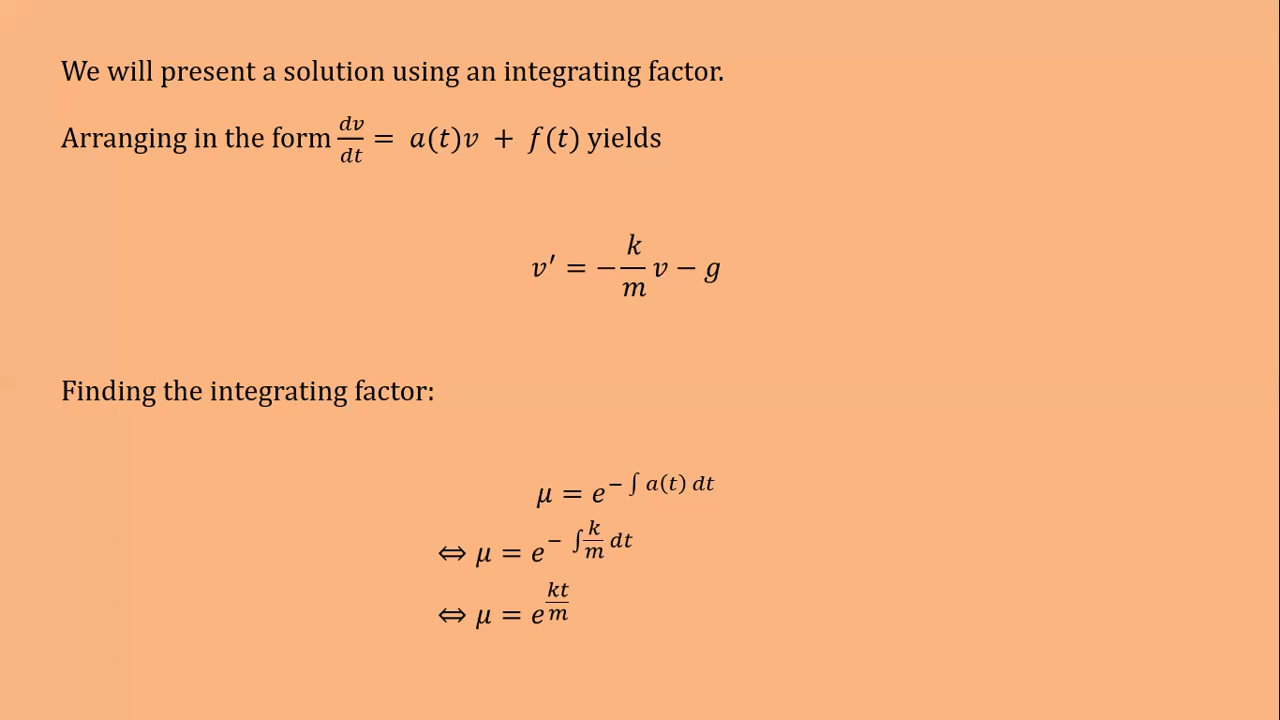 We will present a solution using an integrating factor.
Arranging in the form dv/dt = a(t)v + f(t) yields
v′ = −k/m v − g
Finding the integrating factor:
μ = e^(− ∫ a(t) dt)
⇔ μ = e^(− ∫ k/m dt)
⇔ μ = e^(kt/m)